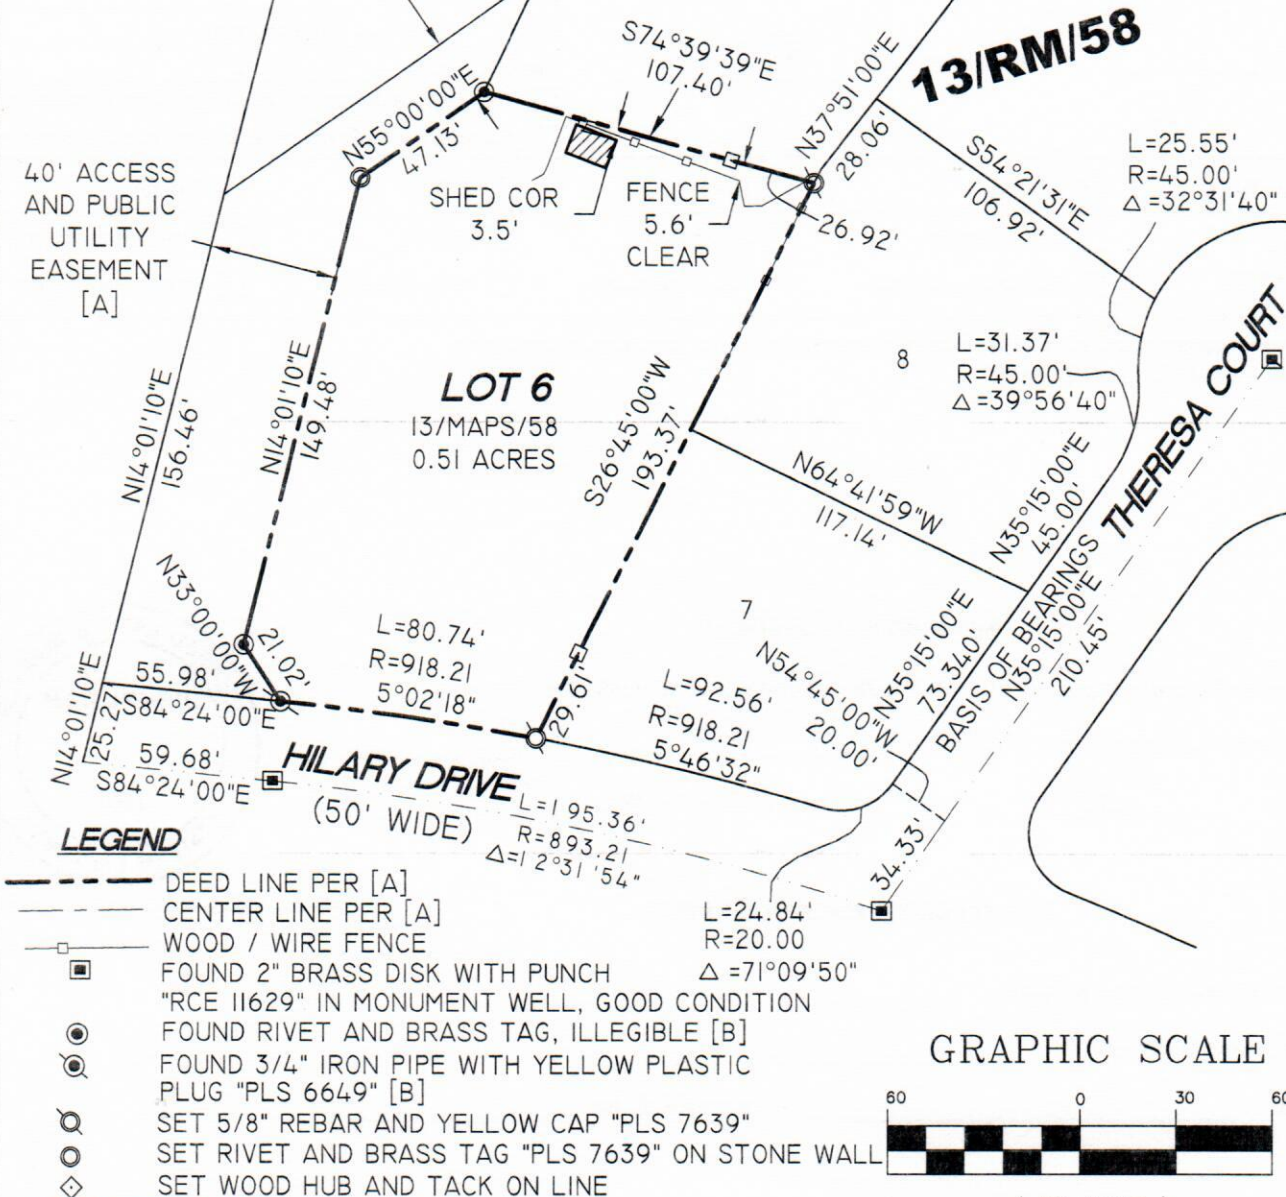 13/RM/58
S74°39'39"E
107.40'
N37°51'00"E
28.06'
N55°00'00"E
47.13'
S54°21'31"E
106.92'
L=25.55'
R=45.00'
Δ=32°31'40"
40' ACCESS
AND PUBLIC
UTILITY
EASEMENT
[A]
SHED COR
3.5'
FENCE
5.6'
CLEAR
26.92'
8
L=31.37'
R=45.00'
Δ=39°56'40"
THERESA COURT
N14°01'10"E
156.46'
N14°01'10"E
149.48'
LOT 6
13/MAPS/58
0.51 ACRES
S26°45'00"W
193.37'
N64°41'59"W
117.14'
N35°15'00"E
45.00'
BASIS OF BEARINGS
N35°15'00"E
210.45'
7
N35°15'00"E
73.340'
N54°45'00"W
20.00'
N33°00'00"W
21.02'
L=80.74'
R=918.21
5°02'18"
29.61'
L=92.56'
R=918.21
5°46'32"
N14°01'10"E
25.27
55.98'
S84°24'00"E
59.68'
S84°24'00"E
HILARY DRIVE
(50' WIDE)
L=195.36'
R=893.21
Δ=12°31'54"
34.33'
L=24.84'
R=20.00
Δ=71°09'50"
LEGEND
DEED LINE PER [A]
CENTER LINE PER [A]
WOOD / WIRE FENCE
FOUND 2" BRASS DISK WITH PUNCH
"RCE 11629" IN MONUMENT WELL, GOOD CONDITION
FOUND RIVET AND BRASS TAG, ILLEGIBLE [B]
FOUND 3/4" IRON PIPE WITH YELLOW PLASTIC
PLUG "PLS 6649" [B]
SET 5/8" REBAR AND YELLOW CAP "PLS 7639"
SET RIVET AND BRASS TAG "PLS 7639" ON STONE WALL
SET WOOD HUB AND TACK ON LINE
GRAPHIC SCALE
60 0 30 60